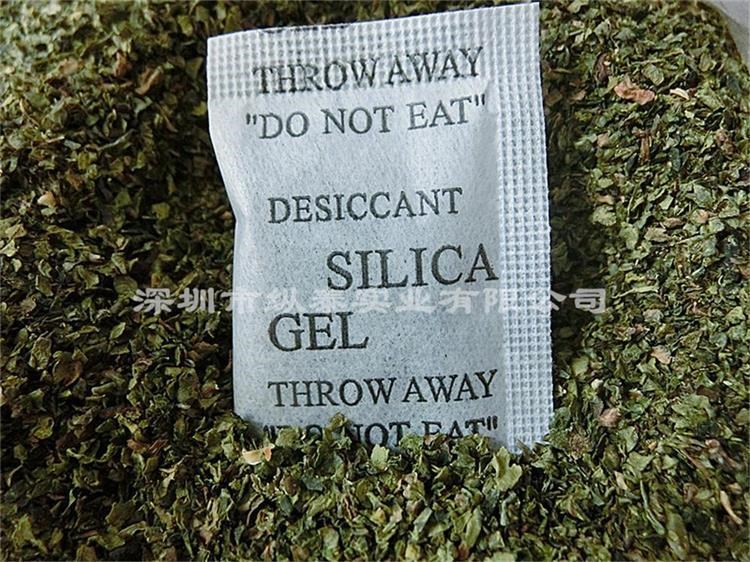 THROW AWAY
"DO NOT EAT"
DESICCANT
SILICA
深圳市纵泰实业有限公司
GEL
THROW AWAY
"DO NOT EAT"